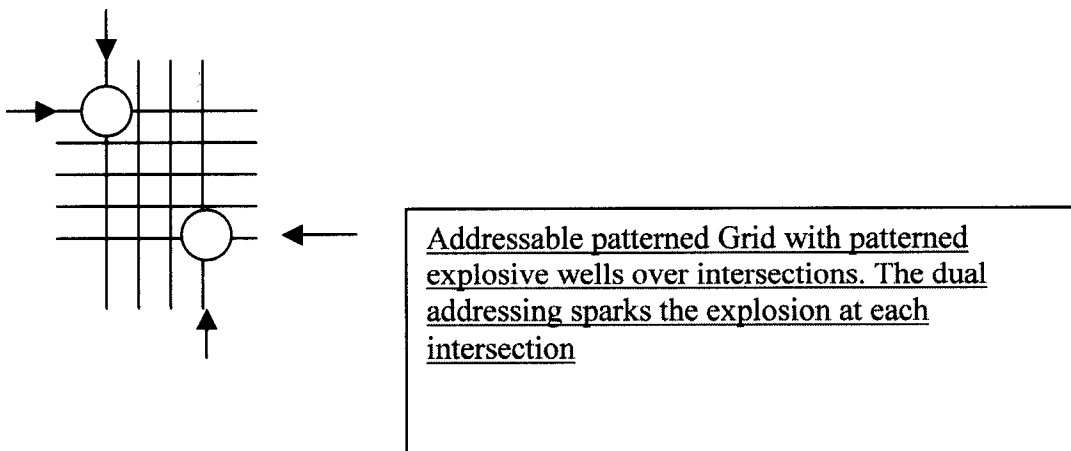 Addressable patterned Grid with patterned
explosive wells over intersections. The dual
addressing sparks the explosion at each
intersection